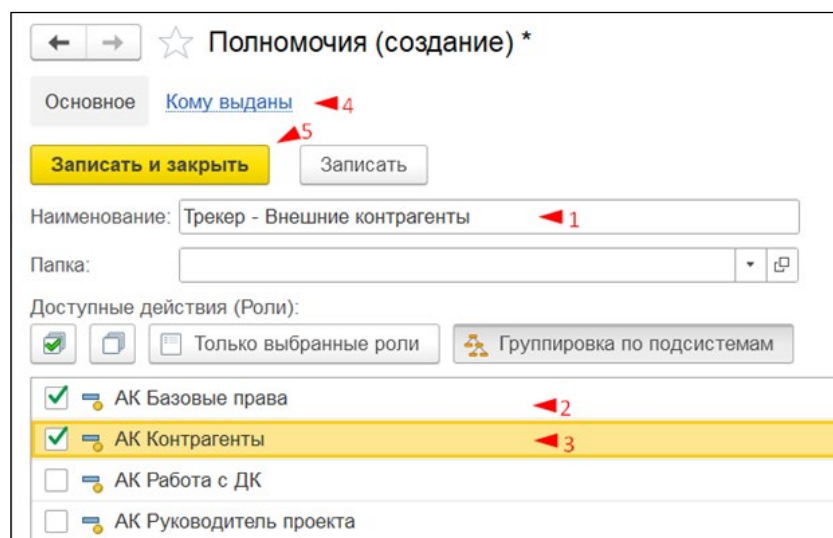 Полномочия (создание) *
Основное Кому выданы 4
5
Записать и закрыть Записать
Наименование: Трекер - Внешние контрагенты 1
Папка:
Доступные действия (Роли):
Только выбранные роли Группировка по подсистемам
АК Базовые права 2
АК Контрагенты 3
АК Работа с ДК
АК Руководитель проекта